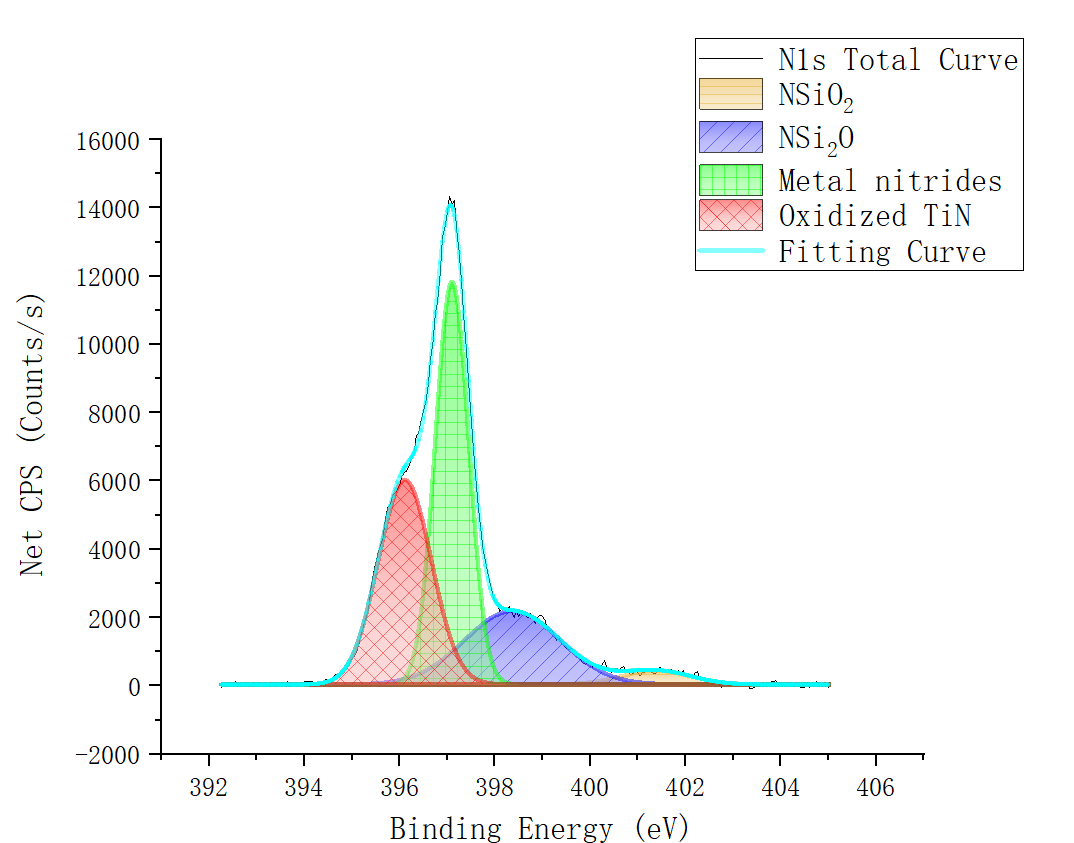 N1s Total Curve
NSiO₂
NSi₂O
Metal nitrides
Oxidized TiN
Fitting Curve
16000
14000
12000
10000
8000
6000
4000
2000
0
-2000
Net CPS (Counts/s)
392 394 396 398 400 402 404 406
Binding Energy (eV)